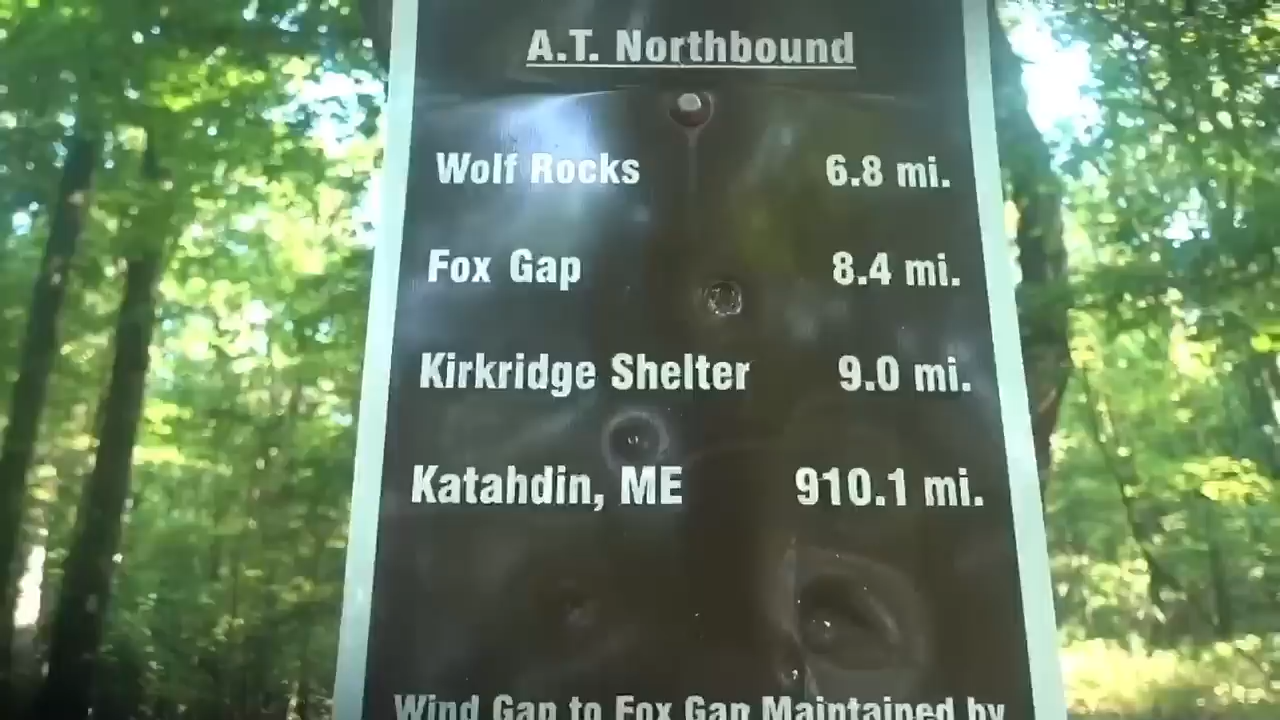 A.T. Northbound
Wolf Rocks 6.8 mi.
Fox Gap 8.4 mi.
Kirkridge Shelter 9.0 mi.
Katahdin, ME 910.1 mi.
Wind Gap to Fox Gap Maintained by